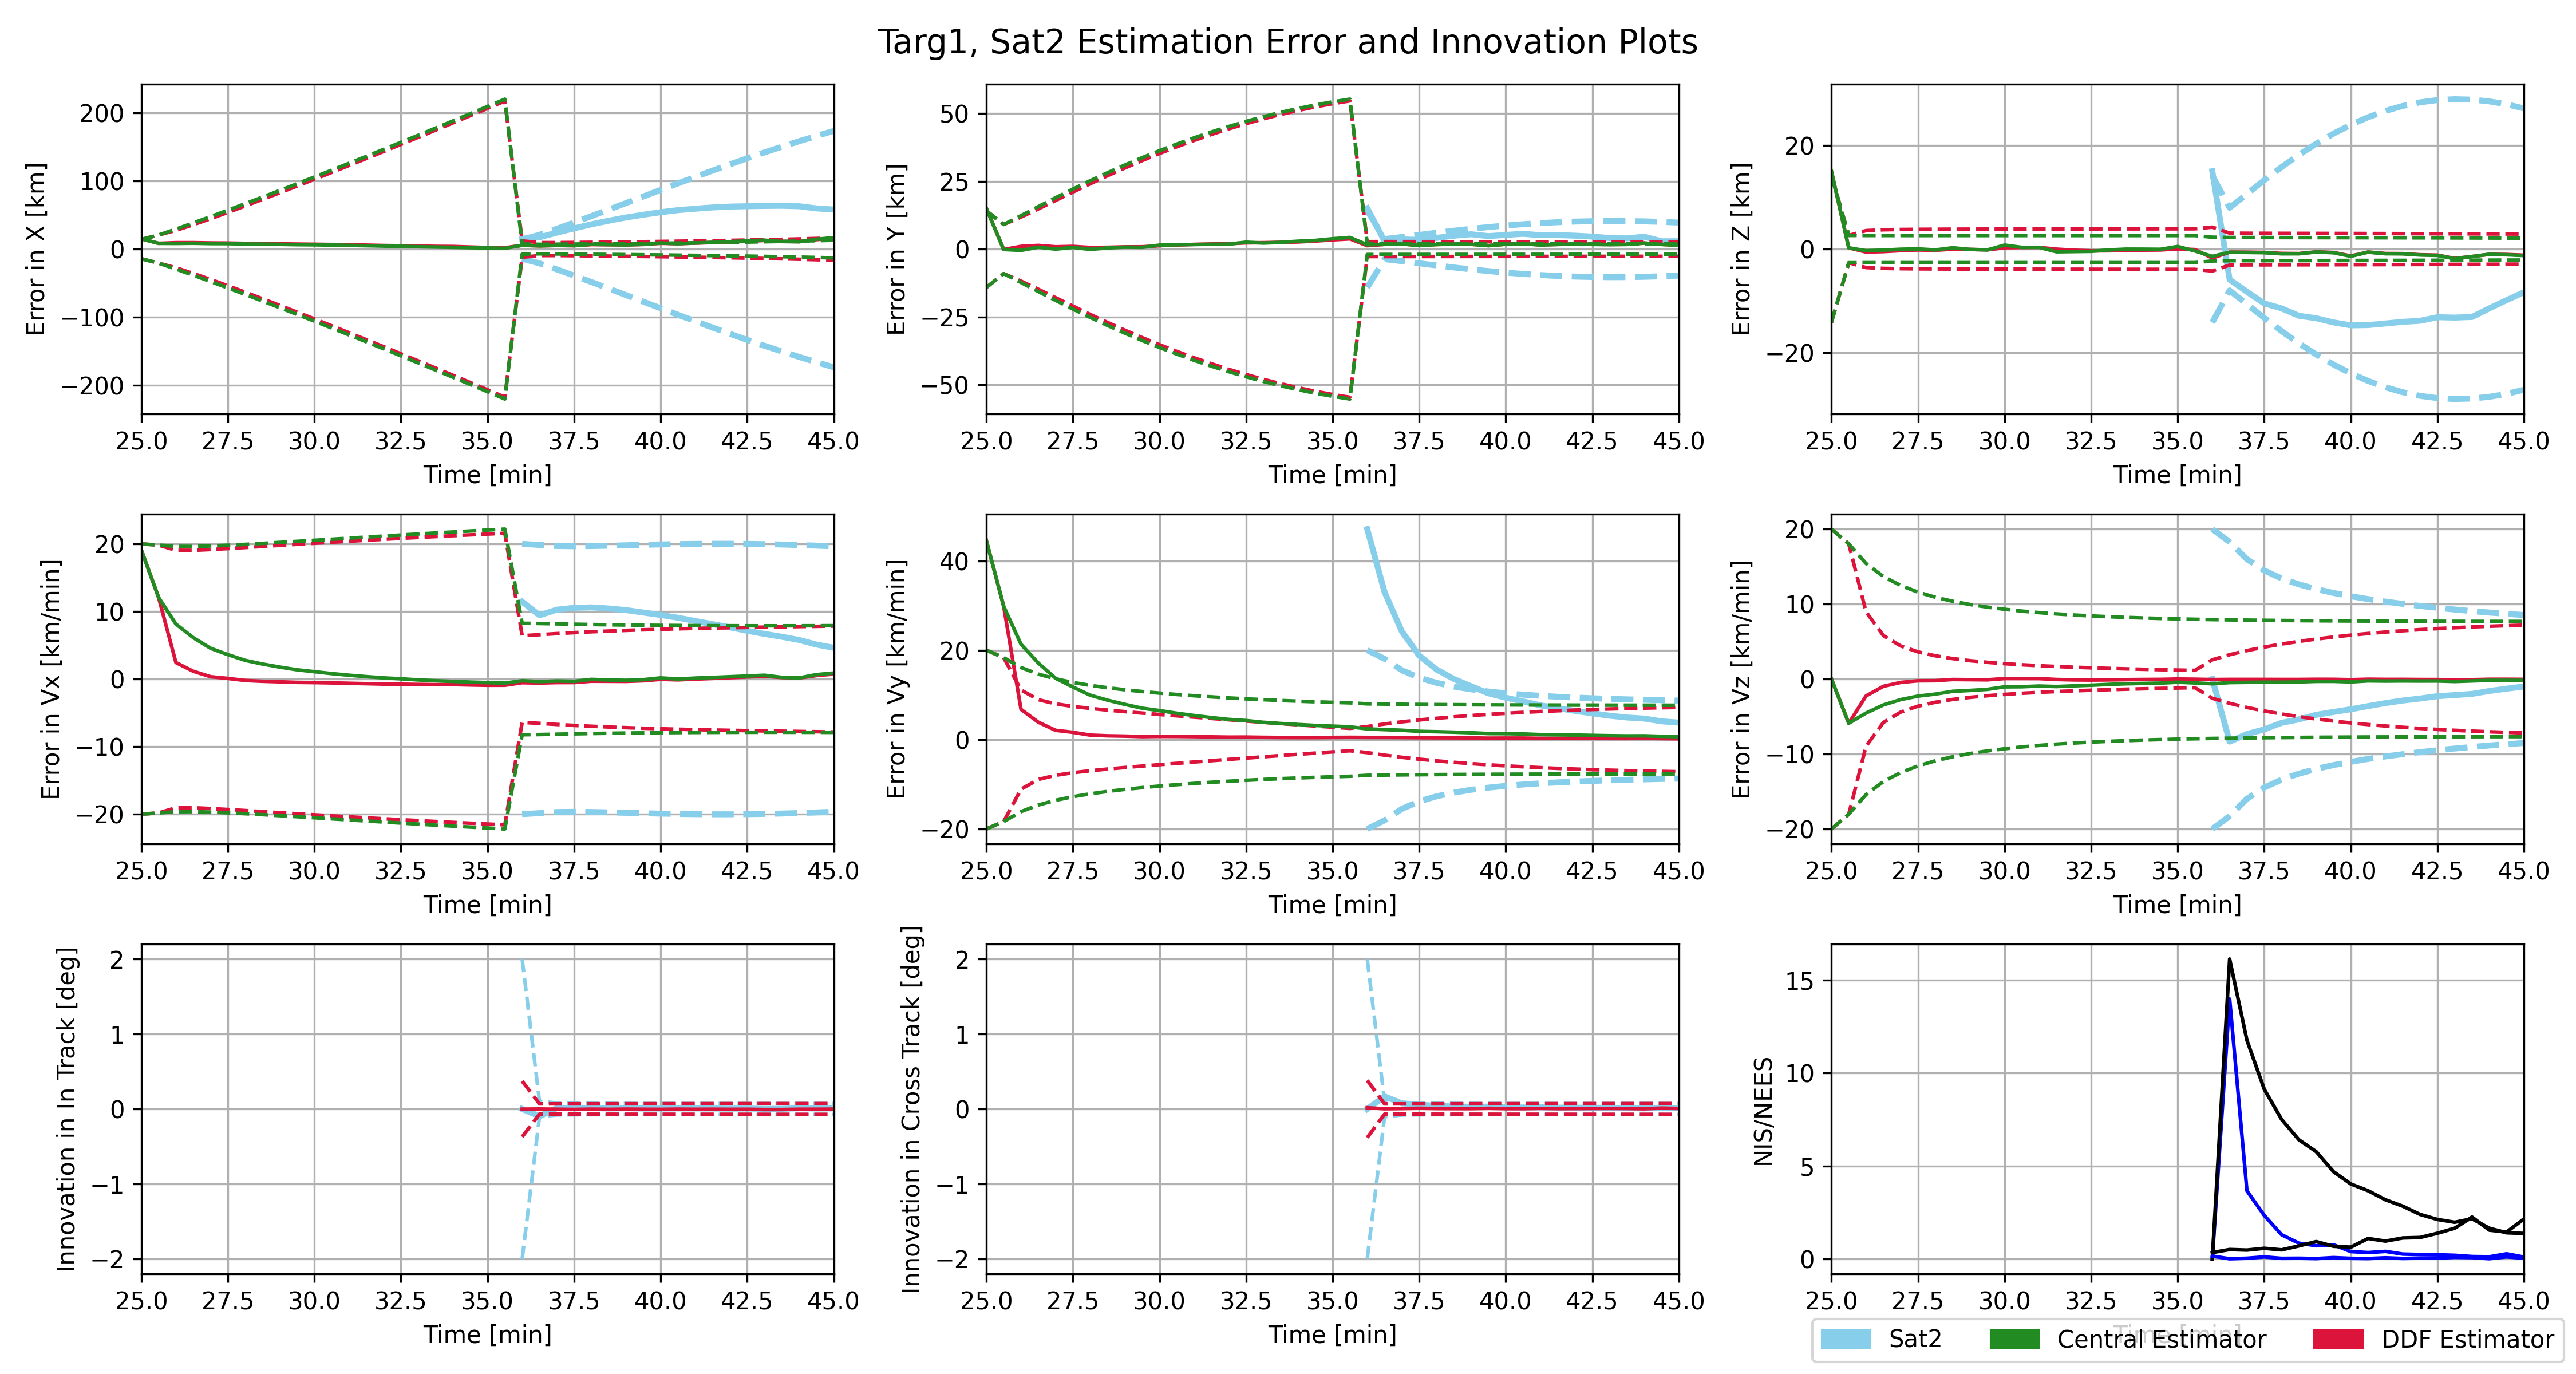 Targ1, Sat2 Estimation Error and Innovation Plots
Error in X [km]
200
100
0
−100
−200
25.0 27.5 30.0 32.5 35.0 37.5 40.0 42.5 45.0
Time [min]
Error in Y [km]
50
25
0
−25
−50
25.0 27.5 30.0 32.5 35.0 37.5 40.0 42.5 45.0
Time [min]
Error in Z [km]
20
0
−20
25.0 27.5 30.0 32.5 35.0 37.5 40.0 42.5 45.0
Time [min]
Error in Vx [km/min]
20
10
0
−10
−20
25.0 27.5 30.0 32.5 35.0 37.5 40.0 42.5 45.0
Time [min]
Error in Vy [km/min]
40
20
0
−20
25.0 27.5 30.0 32.5 35.0 37.5 40.0 42.5 45.0
Time [min]
Error in Vz [km/min]
20
10
0
−10
−20
25.0 27.5 30.0 32.5 35.0 37.5 40.0 42.5 45.0
Time [min]
Innovation in In Track [deg]
2
1
0
−1
−2
25.0 27.5 30.0 32.5 35.0 37.5 40.0 42.5 45.0
Time [min]
Innovation in Cross Track [deg]
2
1
0
−1
−2
25.0 27.5 30.0 32.5 35.0 37.5 40.0 42.5 45.0
Time [min]
NIS/NEES
15
10
5
0
25.0 27.5 30.0 32.5 35.0 37.5 40.0 42.5 45.0
Time [min]
Sat2 Central Estimator DDF Estimator